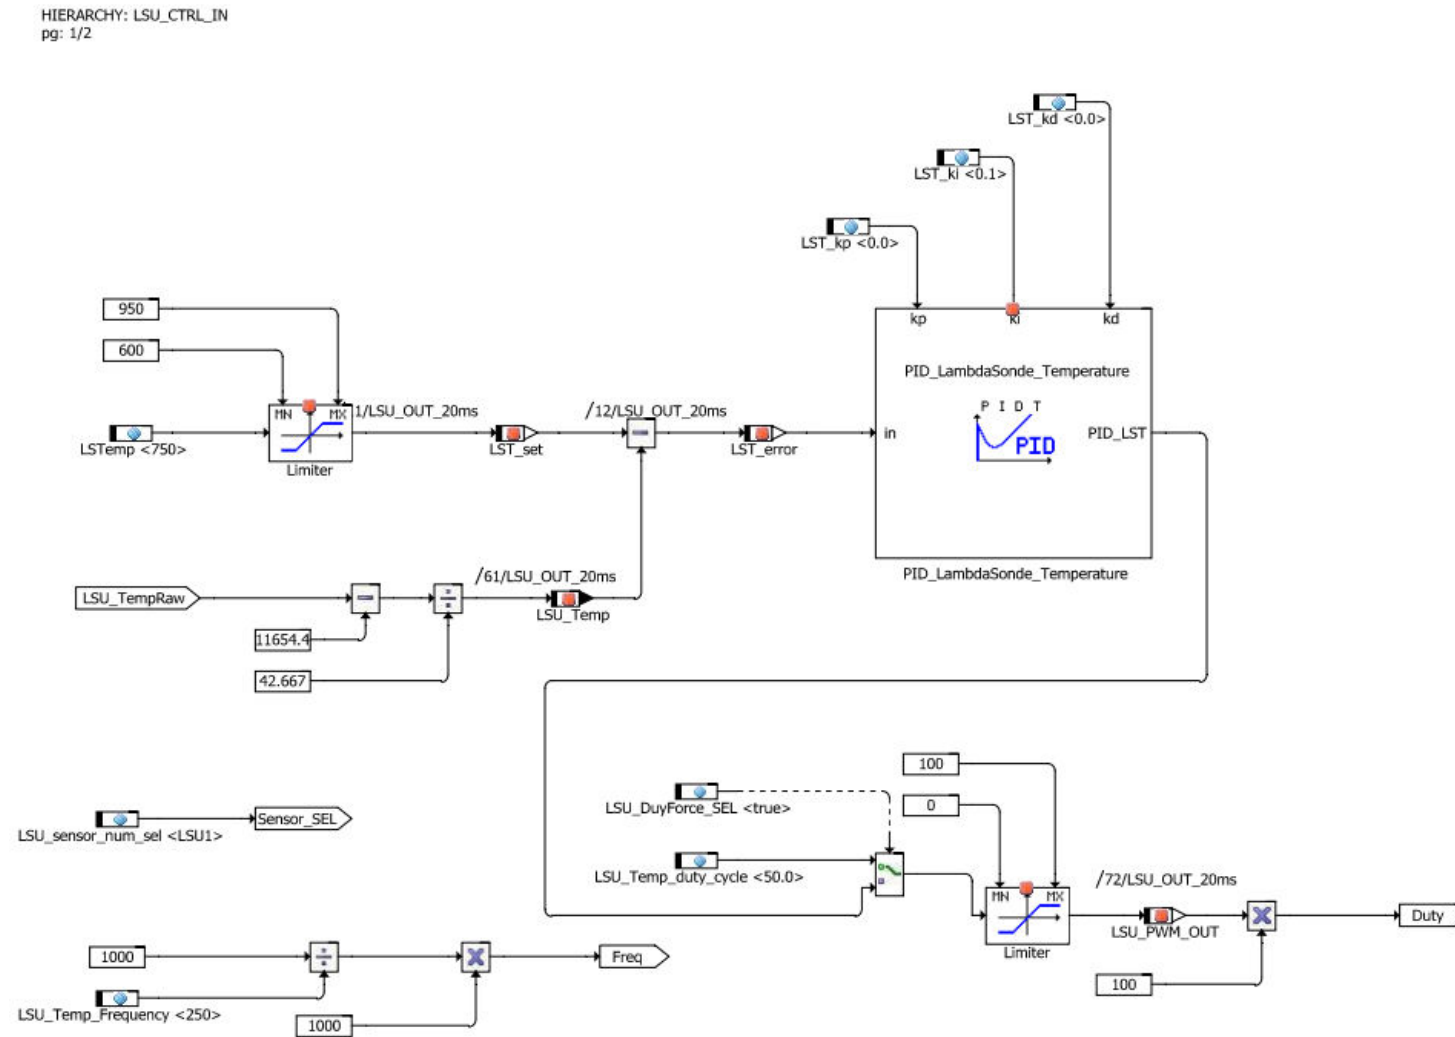 HIERARCHY: LSU_CTRL_IN
pg: 1/2
LST_kd <0.0>
LST_ki <0.1>
LST_kp <0.0>
950
600
kp
ki
kd
PID_LambdaSonde_Temperature
MN
MX
1/LSU_OUT_20ms
/12/LSU_OUT_20ms
P I D T
PID
in
PID_LST
LSTemp <750>
Limiter
LST_set
LST_error
PID_LambdaSonde_Temperature
/61/LSU_OUT_20ms
LSU_TempRaw
LSU_Temp
11654.4
42.667
100
LSU_DuyForce_SEL <true>
0
Sensor_SEL
LSU_sensor_num_sel <LSU1>
LSU_Temp_duty_cycle <50.0>
/72/LSU_OUT_20ms
MN
MX
Duty
LSU_PWM_OUT
Limiter
1000
Freq
100
LSU_Temp_Frequency <250>
1000